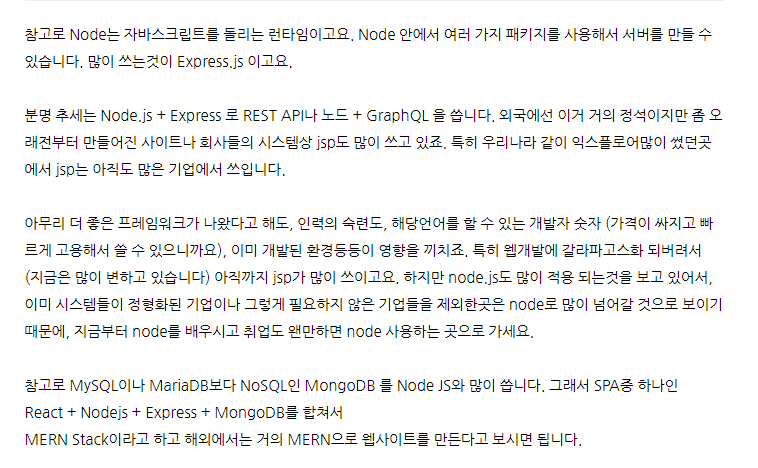 참고로 Node는 자바스크립트를 돌리는 런타임이고요. Node 안에서 여러 가지 패키지를 사용해서 서버를 만들 수
있습니다. 많이 쓰는것이 Express.js 이고요.
분명 추세는 Node.js + Express 로 REST API나 노드 + GraphQL 을 씁니다. 외국에선 이거 거의 정석이지만 좀 오
래전부터 만들어진 사이트나 회사들의 시스템상 jsp도 많이 쓰고 있죠. 특히 우리나라 같이 익스플로어많이 썼던곳
에서 jsp는 아직도 많은 기업에서 쓰입니다.
아무리 더 좋은 프레임워크가 나왔다고 해도, 인력의 숙련도, 해당언어를 할 수 있는 개발자 숫자 (가격이 싸지고 빠
르게 고용해서 쓸 수 있으니까요), 이미 개발된 환경등등이 영향을 끼치죠. 특히 웹개발에 갈라파고스화 되버려서
(지금은 많이 변하고 있습니다) 아직까지 jsp가 많이 쓰이고요. 하지만 node.js도 많이 적용 되는것을 보고 있어서,
이미 시스템들이 정형화된 기업이나 그렇게 필요하지 않은 기업들을 제외한곳은 node로 많이 넘어갈 것으로 보이기
때문에, 지금부터 node를 배우시고 취업도 왠만하면 node 사용하는 곳으로 가세요.
참고로 MySQL이나 MariaDB보다 NoSQL인 MongoDB 를 Node JS와 많이 씁니다. 그래서 SPA중 하나인
React + Nodejs + Express + MongoDB를 합쳐서
MERN Stack이라고 하고 해외에서는 거의 MERN으로 웹사이트를 만든다고 보시면 됩니다.